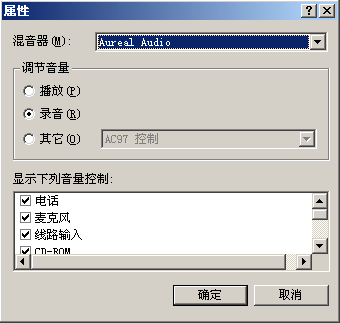 属性
混音器(M): Aureal Audio
调节音量
播放(P)
录音(R)
其它(O) AC97 控制
显示下列音量控制:
电话
麦克风
线路输入
CD-ROM
确定 取消